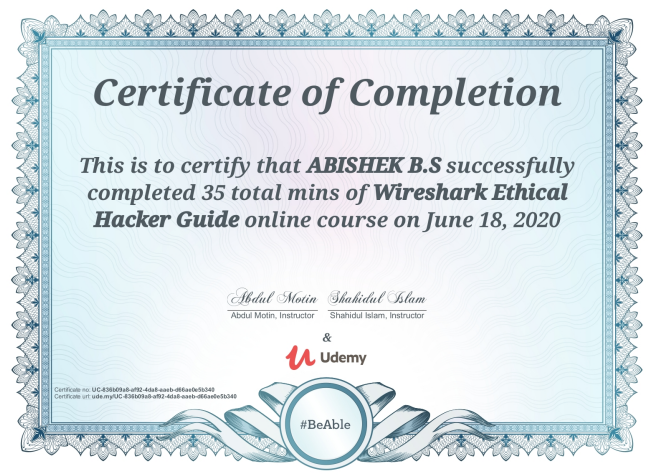 Certificate of Completion
This is to certify that ABISHEK B.S successfully
completed 35 total mins of Wireshark Ethical
Hacker Guide online course on June 18, 2020
Abdul Motin Shahidul Islam
Abdul Motin, Instructor Shahidul Islam, Instructor
&
Udemy
Certificate no: UC-836b09a8-af92-4da8-aaeb-d66ae0e5b340
Certificate url: ude.my/UC-836b09a8-af92-4da8-aaeb-d66ae0e5b340
#BeAble